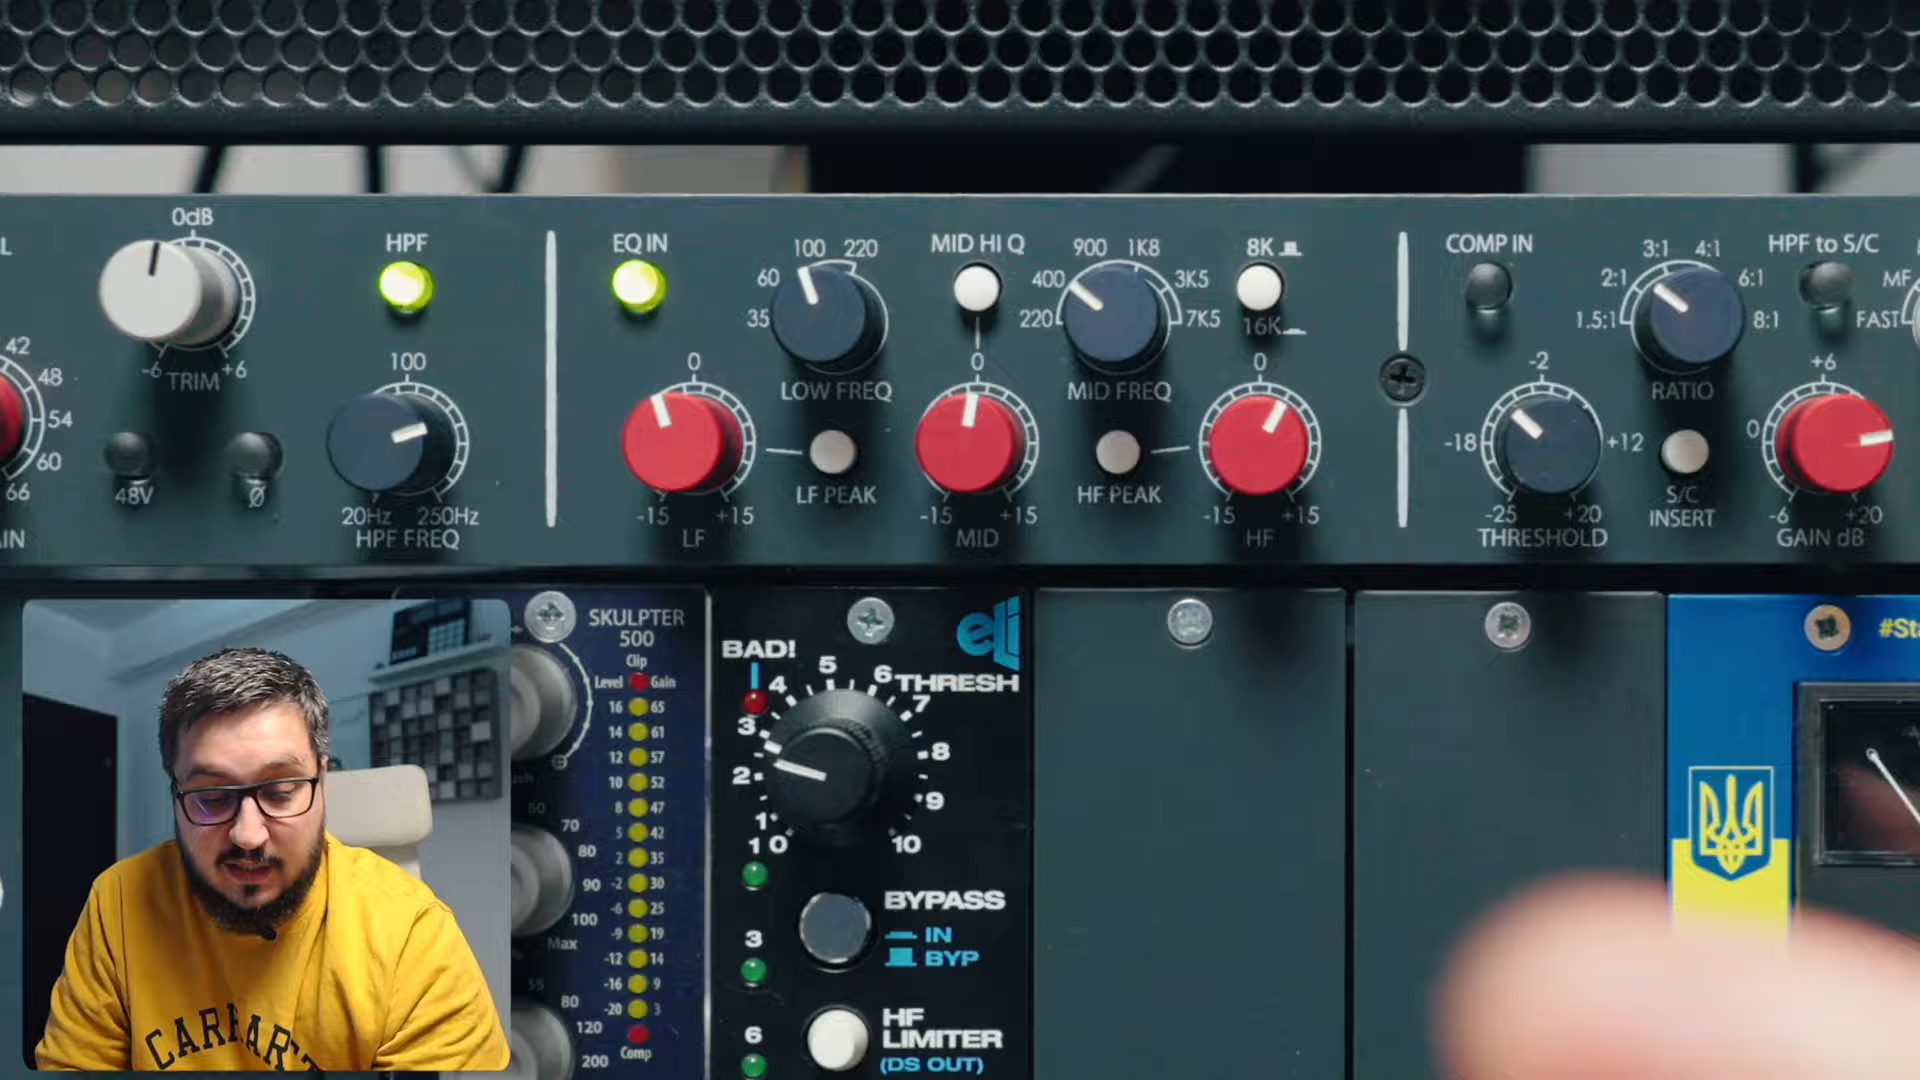 L
0dB
-6
TRIM
+6
42
48
54
60
66
48V
Ø
HPF
100
20Hz
250Hz
HPF FREQ
EQ IN
0
-15
+15
LF
35
60
100
220
LOW FREQ
LF PEAK
MID HI Q
0
-15
+15
MID
220
400
900
1K8
3K5
7K5
MID FREQ
HF PEAK
8K
16K
0
-15
+15
HF
COMP IN
-18
-2
+12
-25
+20
THRESHOLD
1.5:1
2:1
3:1
4:1
6:1
8:1
RATIO
S/C
INSERT
HPF to S/C
0
+6
-6
+20
GAIN dB
MF
FAST
SKULPTER
500
Clip
Level
Gain
16 65
14 61
12 57
10 52
8 47
5 42
2 35
-2 30
-6 25
-9 19
-12 14
-16 9
-20 3
Comp
60
70
80
90
100
Max
55
80
120
200
BAD!
eli
THRESH
0
1
2
3
4
5
6
7
8
9
10
1
3
6
BYPASS
IN
BYP
HF
LIMITER
(DS OUT)
#Sta
CARHART